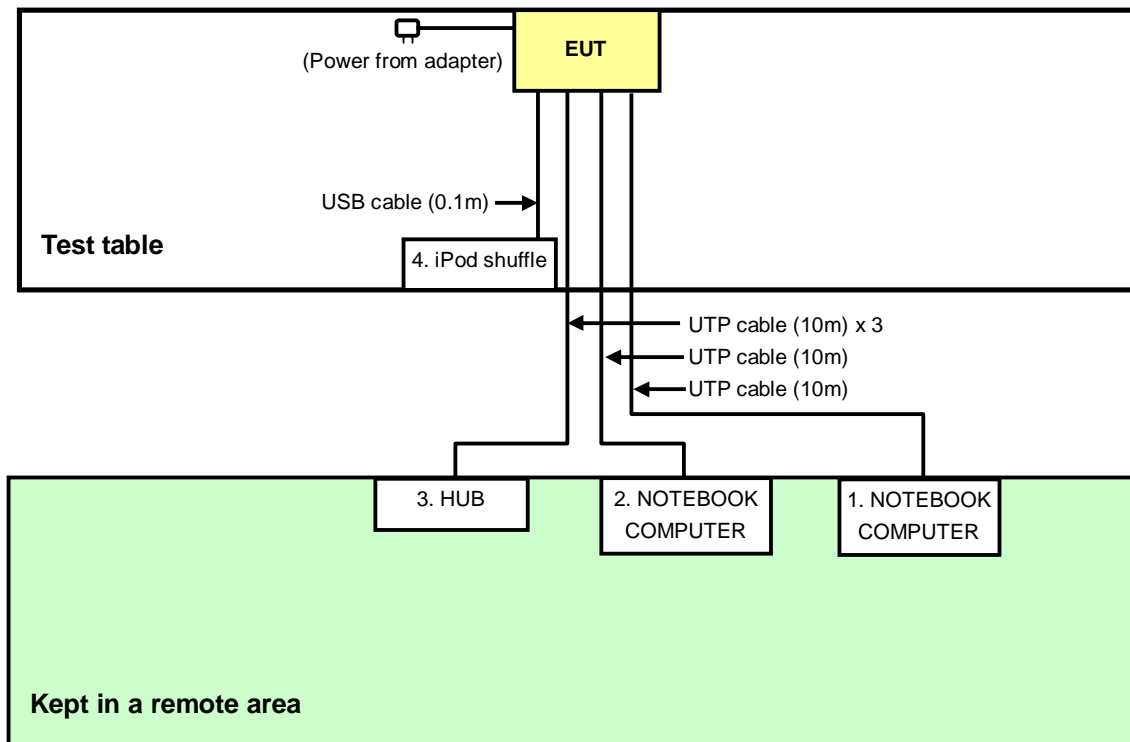 EUT
(Power from adapter)
USB cable (0.1m)
Test table
4. iPod shuffle
UTP cable (10m) x 3
UTP cable (10m)
UTP cable (10m)
3. HUB
2. NOTEBOOK
COMPUTER
1. NOTEBOOK
COMPUTER
Kept in a remote area